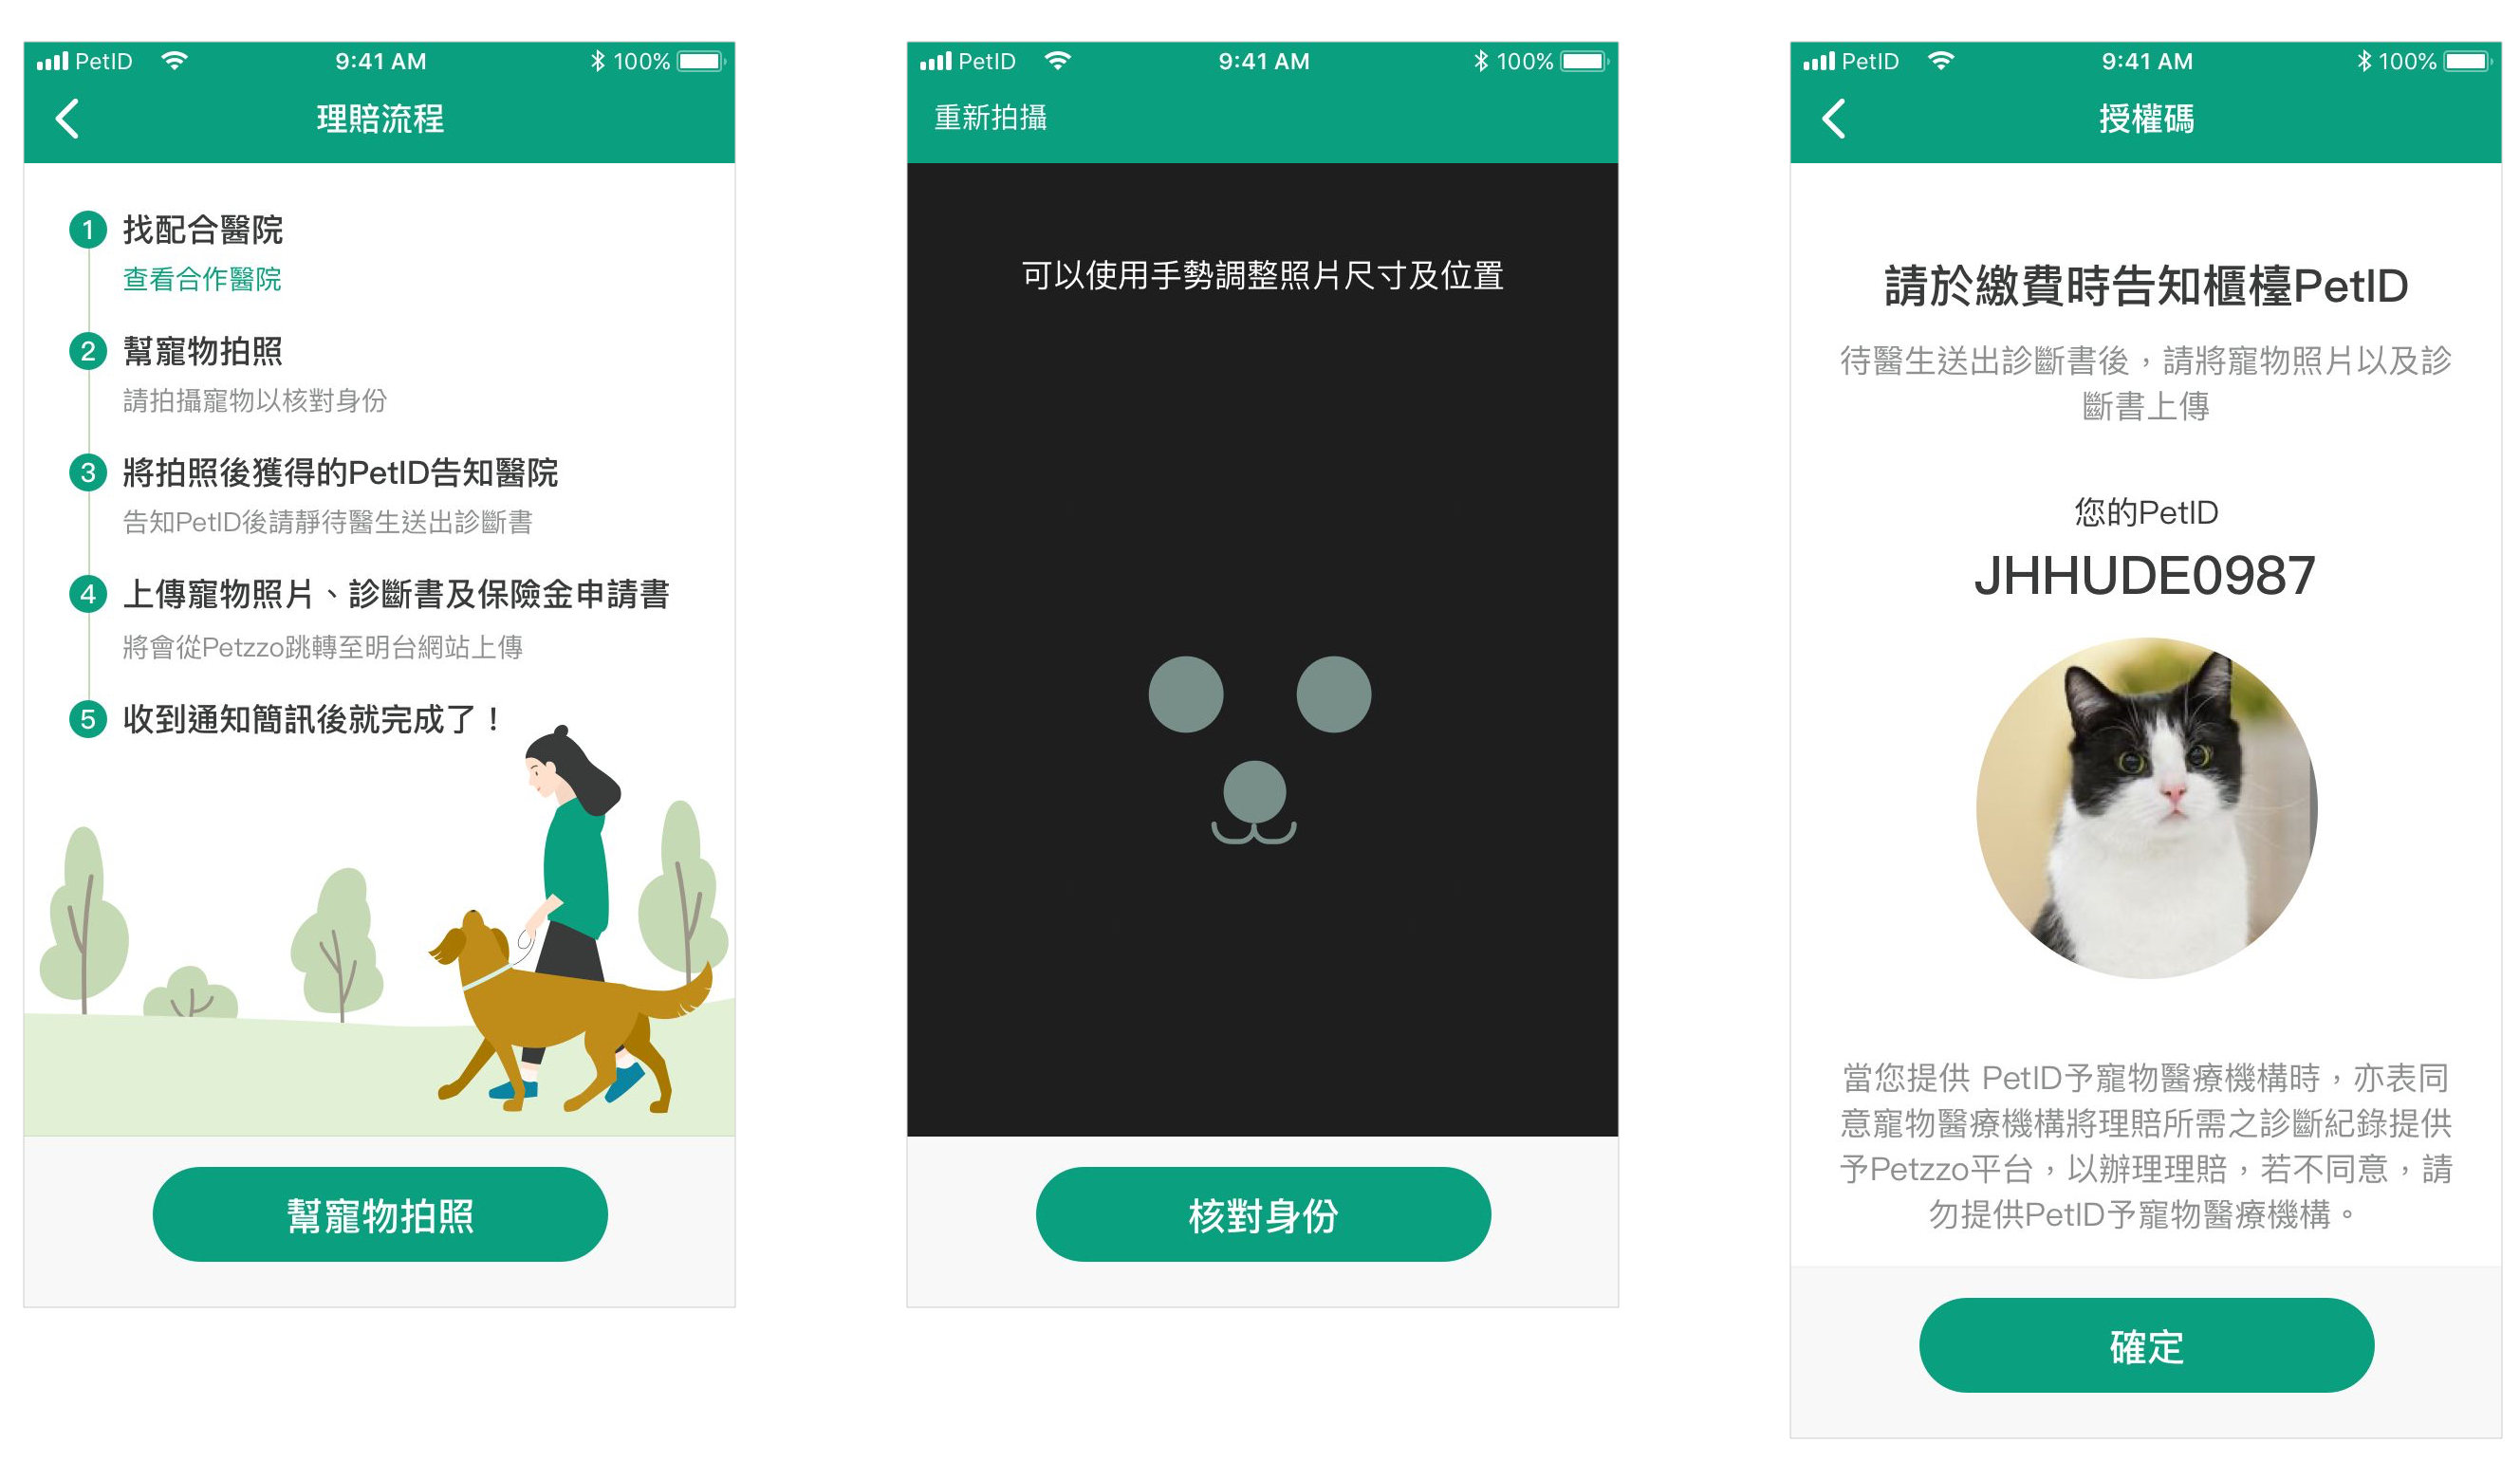 PetID 9:41 AM 100%
理賠流程
1 找配合醫院
查看合作醫院
2 幫寵物拍照
請拍攝寵物以核對身份
3 將拍照後獲得的PetID告知醫院
告知PetID後請靜待醫生送出診斷書
4 上傳寵物照片、診斷書及保險金申請書
將會從Petzzo跳轉至明台網站上傳
5 收到通知簡訊後就完成了！
幫寵物拍照
PetID 9:41 AM 100%
重新拍攝
可以使用手勢調整照片尺寸及位置
核對身份
PetID 9:41 AM 100%
授權碼
請於繳費時告知櫃檯PetID
待醫生送出診斷書後，請將寵物照片以及診
斷書上傳
您的PetID
JHHUDE0987
當您提供 PetID予寵物醫療機構時，亦表同
意寵物醫療機構將理賠所需之診斷紀錄提供
予Petzzo平台，以辦理理賠，若不同意，請
勿提供PetID予寵物醫療機構。
確定